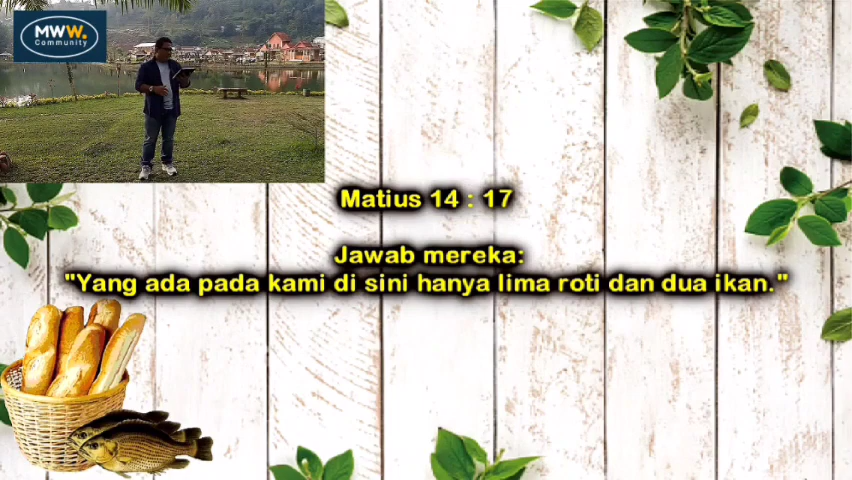 MWW.
Community
Matius 14 : 17
Jawab mereka:
"Yang ada pada kami di sini hanya lima roti dan dua ikan."